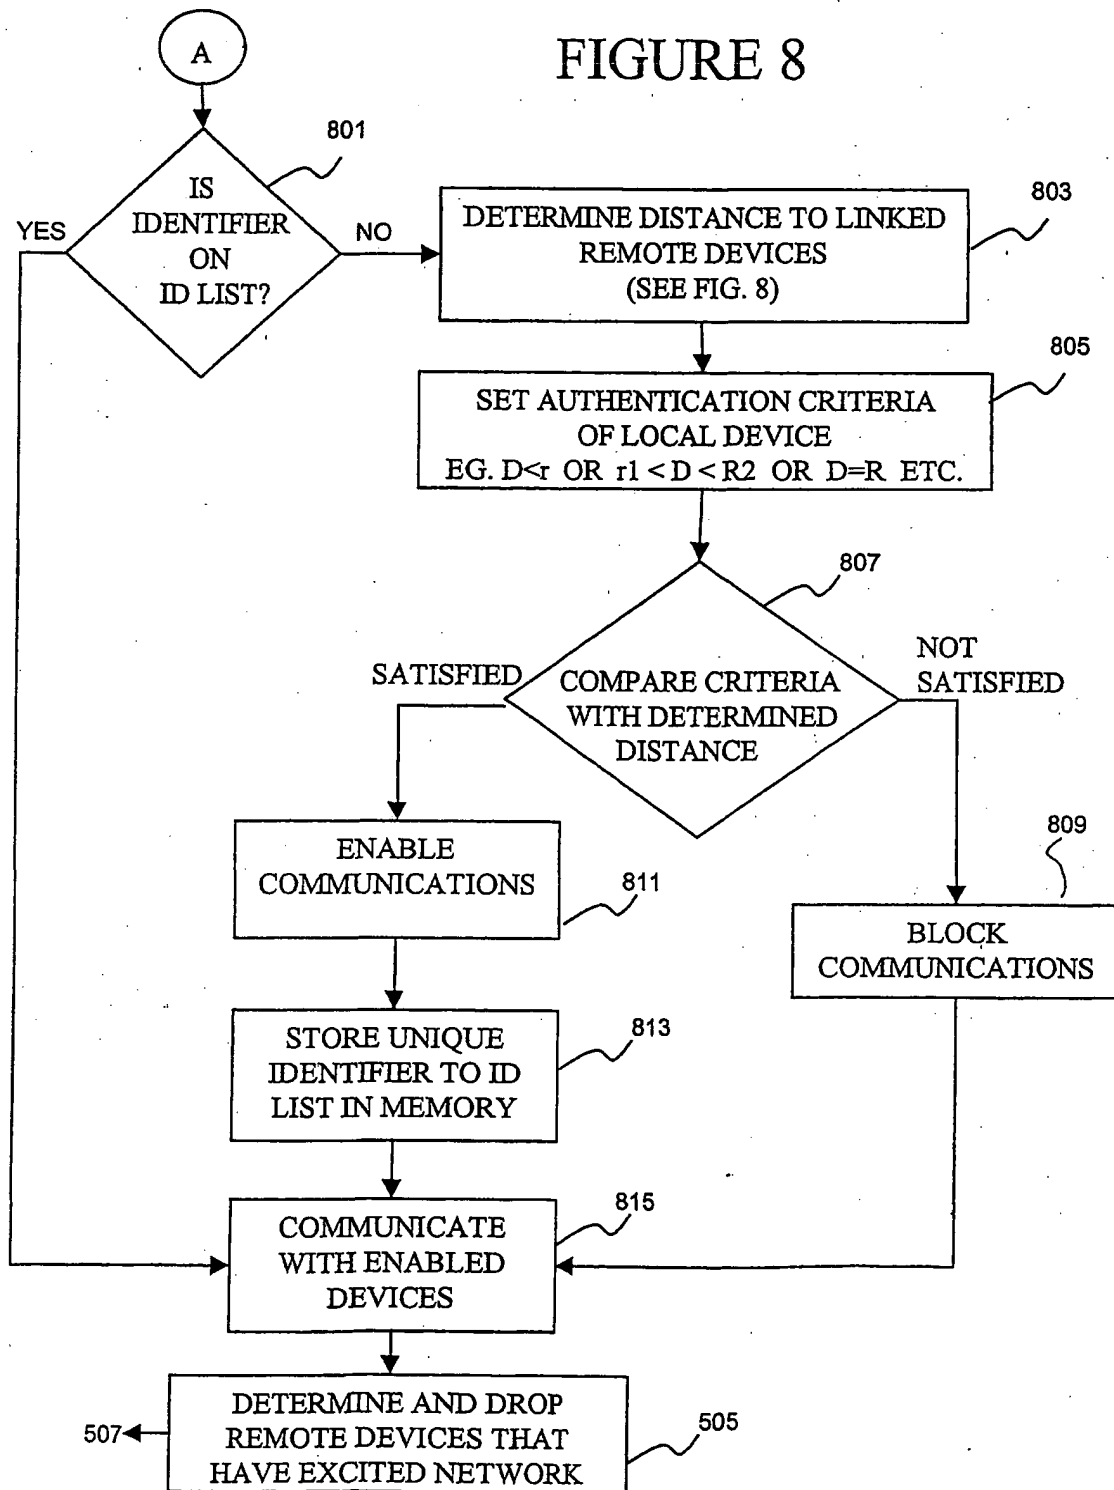 A
FIGURE 8
801
IS
IDENTIFIER
ON
ID LIST?
YES
NO
803
DETERMINE DISTANCE TO LINKED
REMOTE DEVICES
(SEE FIG. 8)
805
SET AUTHENTICATION CRITERIA
OF LOCAL DEVICE
EG. D<r OR r1 < D < R2 OR D=R ETC.
807
COMPARE CRITERIA
WITH DETERMINED
DISTANCE
SATISFIED
NOT
SATISFIED
809
BLOCK
COMMUNICATIONS
ENABLE
COMMUNICATIONS
811
STORE UNIQUE
IDENTIFIER TO ID
LIST IN MEMORY
813
COMMUNICATE
WITH ENABLED
DEVICES
815
DETERMINE AND DROP
REMOTE DEVICES THAT
HAVE EXCITED NETWORK
505
507